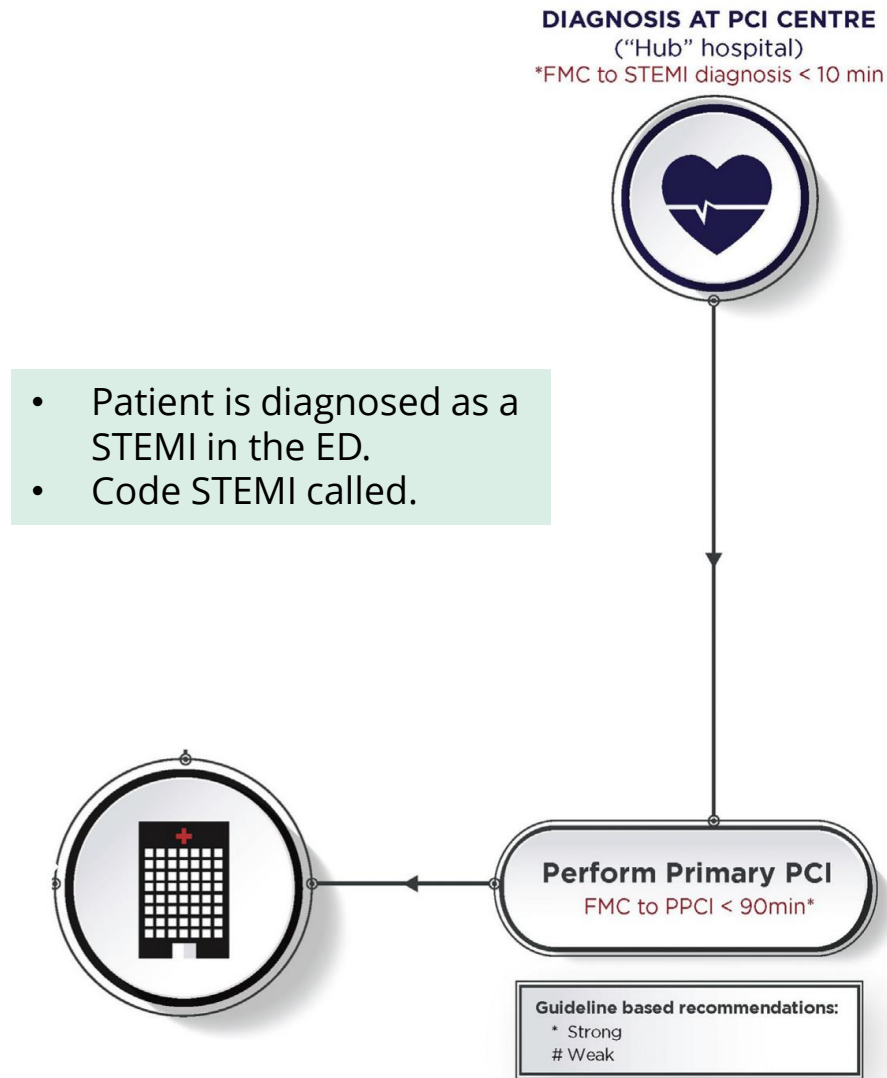 DIAGNOSIS AT PCI CENTRE
(“Hub” hospital)
*FMC to STEMI diagnosis < 10 min
• Patient is diagnosed as a
STEMI in the ED.
• Code STEMI called.
Perform Primary PCI
FMC to PPCI < 90min*
Guideline based recommendations:
* Strong
# Weak